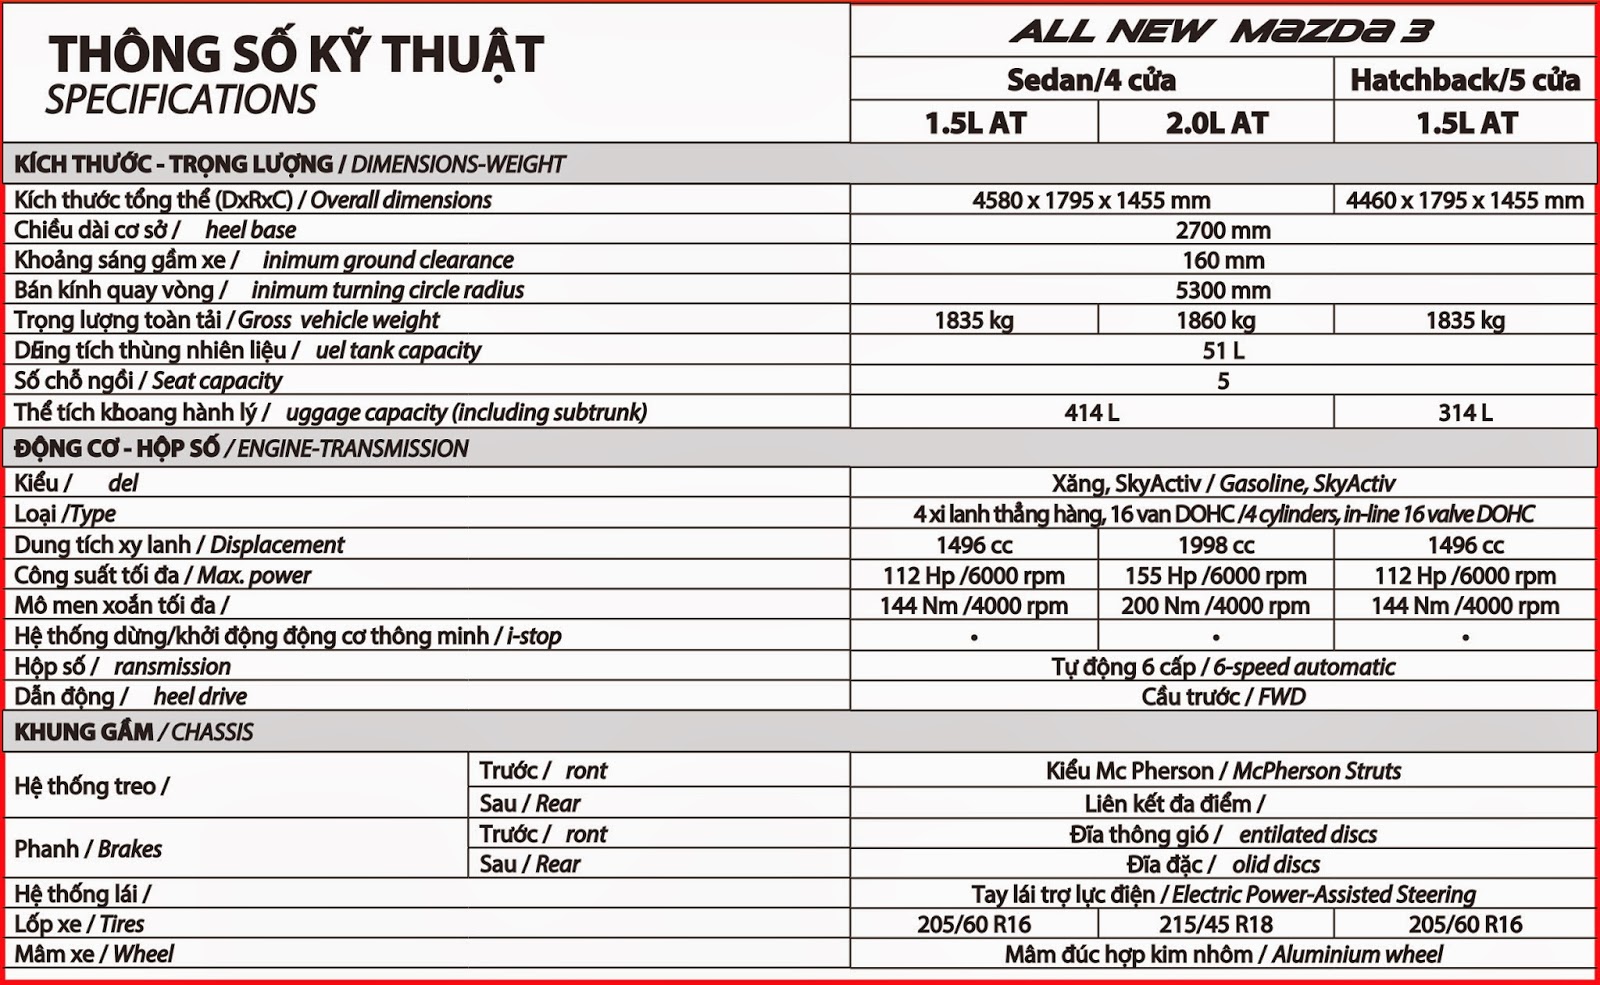 THÔNG SỐ KỸ THUẬT
SPECIFICATIONS
ALL NEW mazda 3
Sedan/4 cửa Hatchback/5 cửa
1.5L AT 2.0L AT 1.5L AT
KÍCH THƯỚC - TRỌNG LƯỢNG / DIMENSIONS-WEIGHT
Kích thước tổng thể (DxRxC) / Overall dimensions 4580 x 1795 x 1455 mm 4460 x 1795 x 1455 mm
Chiều dài cơ sở / heel base 2700 mm
Khoảng sáng gầm xe / inimum ground clearance 160 mm
Bán kính quay vòng / inimum turning circle radius 5300 mm
Trọng lượng toàn tải / Gross vehicle weight 1835 kg 1860 kg 1835 kg
tích thùng nhiên liệu / uel tank capacity 51 L
Số chỗ ngồi / Seat capacity 5
Thể tích khoang hành lý / uggage capacity (including subtrunk) 414 L 314 L
ĐỘNG CƠ - HỘP SỐ / ENGINE-TRANSMISSION
Kiểu / del Xăng, SkyActiv / Gasoline, SkyActiv
Loại /Type 4 xi lanh thẳng hàng, 16 van DOHC /4 cylinders, in-line 16 valve DOHC
Dung tích xy lanh / Displacement 1496 cc 1998 cc 1496 cc
Công suất tối đa / Max. power 112 Hp /6000 rpm 155 Hp /6000 rpm 112 Hp /6000 rpm
Mô men xoắn tối đa / 144 Nm /4000 rpm 200 Nm /4000 rpm 144 Nm /4000 rpm
Hệ thống dừng/khởi động động cơ thông minh / i-stop • • •
Hộp số / ransmission Tự động 6 cấp / 6-speed automatic
Dẫn động / heel drive Cầu trước / FWD
KHUNG GẦM / CHASSIS
Hệ thống treo / Trước / ront Kiểu Mc Pherson / McPherson Struts
Sau / Rear Liên kết đa điểm /
Phanh / Brakes Trước / ront Đĩa thông gió / entilated discs
Sau / Rear Đĩa đặc / olid discs
Hệ thống lái / Tay lái trợ lực điện / Electric Power-Assisted Steering
Lốp xe / Tires 205/60 R16 215/45 R18 205/60 R16
Mâm xe / Wheel Mâm đúc hợp kim nhôm / Aluminium wheel